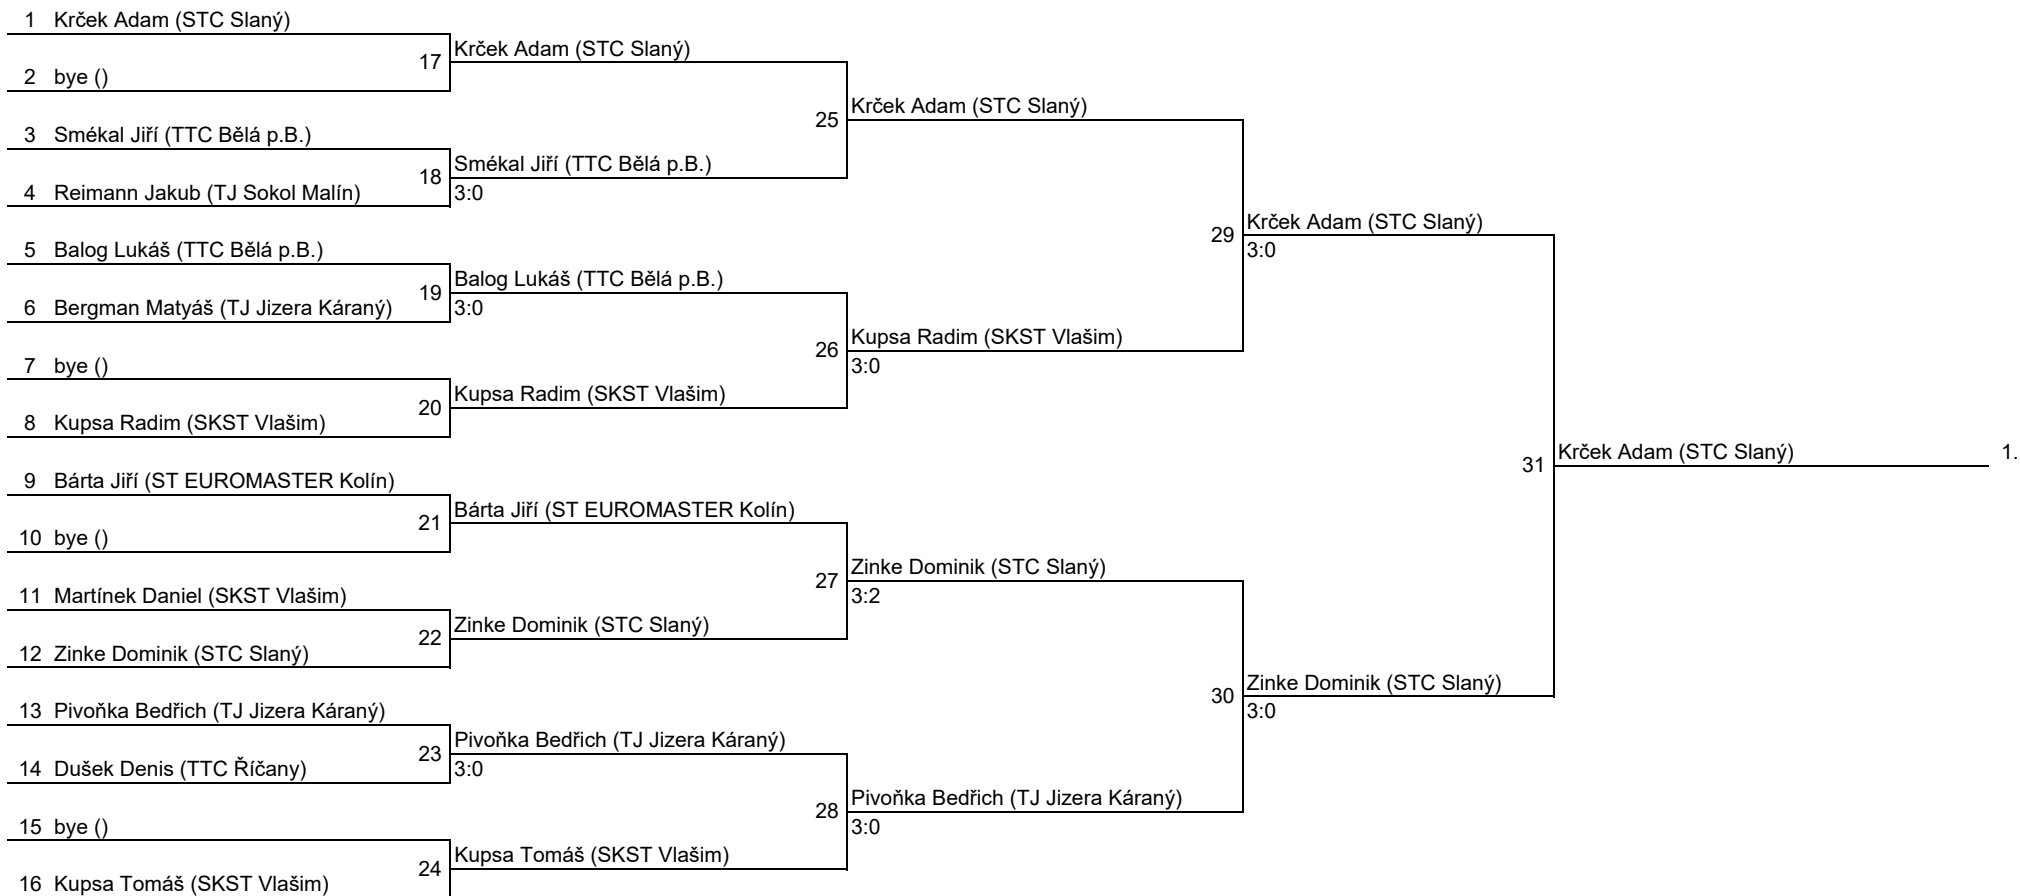 1 Krček Adam (STC Slaný)
17 Krček Adam (STC Slaný)
2 bye ()
25 Krček Adam (STC Slaný)
3 Smékal Jiří (TTC Bělá p.B.)
18 Smékal Jiří (TTC Bělá p.B.)
4 Reimann Jakub (TJ Sokol Malín)
3:0
29 Krček Adam (STC Slaný)
3:0
5 Balog Lukáš (TTC Bělá p.B.)
19 Balog Lukáš (TTC Bělá p.B.)
6 Bergman Matyáš (TJ Jizera Káraný)
3:0
26 Kupsa Radim (SKST Vlašim)
3:0
7 bye ()
20 Kupsa Radim (SKST Vlašim)
8 Kupsa Radim (SKST Vlašim)
31 Krček Adam (STC Slaný) 1.
9 Bárta Jiří (ST EUROMASTER Kolín)
21 Bárta Jiří (ST EUROMASTER Kolín)
10 bye ()
27 Zinke Dominik (STC Slaný)
3:2
11 Martínek Daniel (SKST Vlašim)
22 Zinke Dominik (STC Slaný)
12 Zinke Dominik (STC Slaný)
30 Zinke Dominik (STC Slaný)
3:0
13 Pivoňka Bedřich (TJ Jizera Káraný)
23 Pivoňka Bedřich (TJ Jizera Káraný)
14 Dušek Denis (TTC Říčany)
3:0
28 Pivoňka Bedřich (TJ Jizera Káraný)
3:0
15 bye ()
24 Kupsa Tomáš (SKST Vlašim)
16 Kupsa Tomáš (SKST Vlašim)